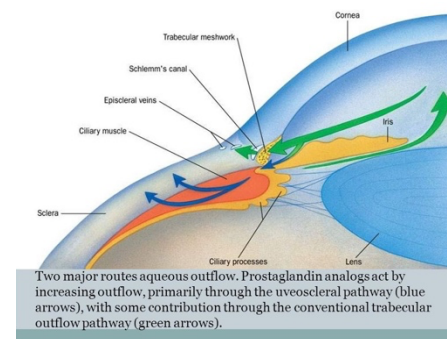 Cornea
Trabecular meshwork
Schlemm's canal
Episcleral veins
Iris
Ciliary muscle
Sclera
Ciliary processes
Lens
Two major routes aqueous outflow. Prostaglandin analogs act by
increasing outflow, primarily through the uveoscleral pathway (blue
arrows), with some contribution through the conventional trabecular
outflow pathway (green arrows).